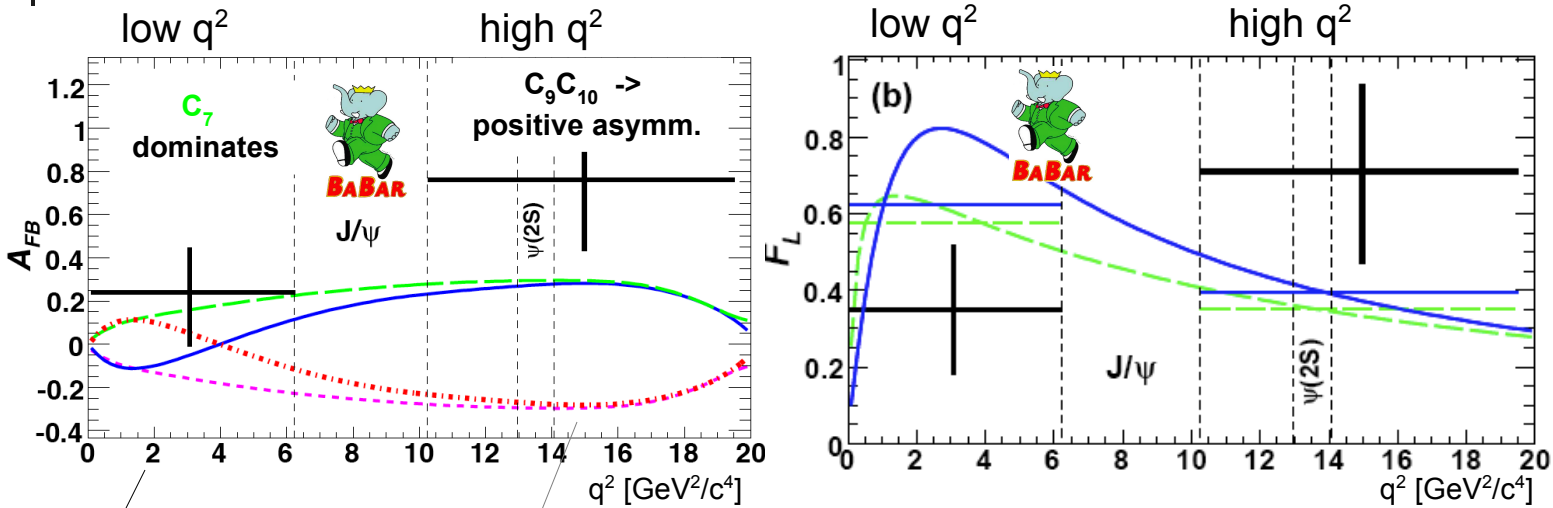 low q²
high q²
C₇
dominates
C₉C₁₀ ->
positive asymm.
BABAR
J/ψ
ψ(2S)
A_FB
1.2
1
0.8
0.6
0.4
0.2
0
-0.2
-0.4
0 2 4 6 8 10 12 14 16 18 20
q² [GeV²/c⁴]
low q²
high q²
(b)
BABAR
J/ψ
ψ(2S)
F_L
1
0.8
0.6
0.4
0.2
0
0 2 4 6 8 10 12 14 16 18 20
q² [GeV²/c⁴]